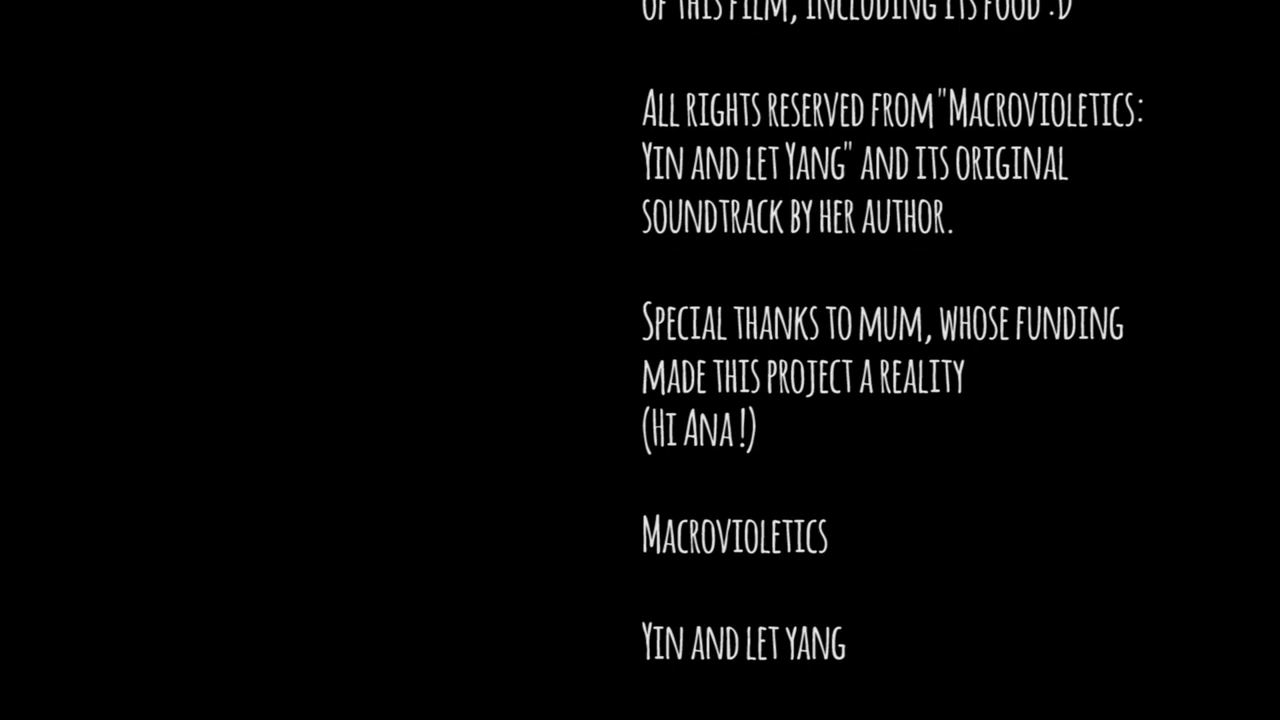 of this film, including its food :D
All rights reserved from "Macrovioletics:
Yin and let Yang" and its original
soundtrack by her author.
Special thanks to mum, whose funding
made this project a reality
(Hi Ana!)
Macrovioletics
Yin and let yang